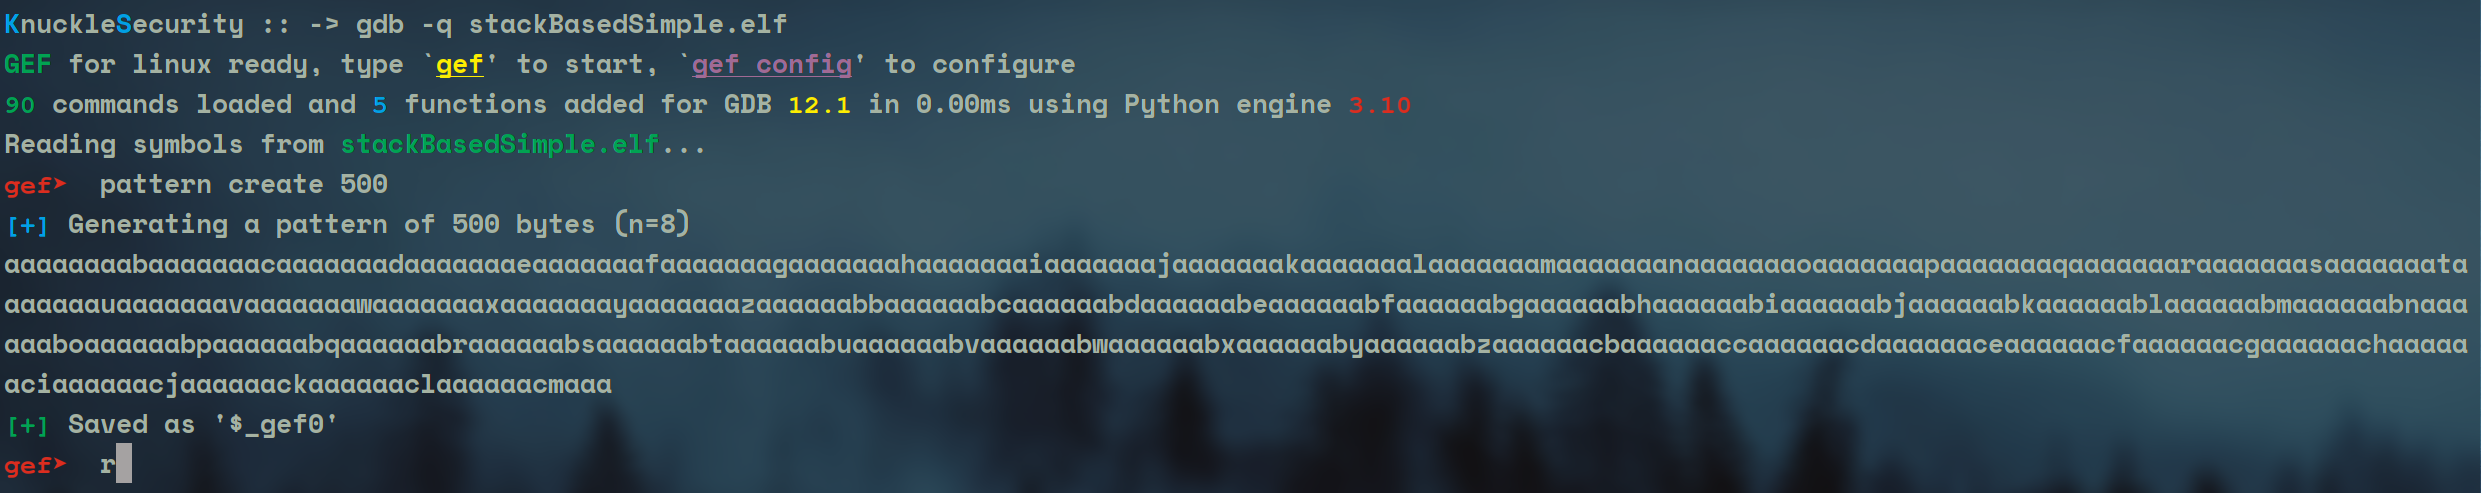 KnuckleSecurity :: -> gdb -q stackBasedSimple.elf
GEF for linux ready, type `gef' to start, `gef config' to configure
90 commands loaded and 5 functions added for GDB 12.1 in 0.00ms using Python engine 3.10
Reading symbols from stackBasedSimple.elf...
gef➤  pattern create 500
[+] Generating a pattern of 500 bytes (n=8)
aaaaaaaabaaaaaaacaaaaaaadaaaaaaaeaaaaaaafaaaaaaagaaaaaaahaaaaaaaiaaaaaaajaaaaaaakaaaaaaalaaaaaaamaaaaaaanaaaaaaaoaaaaaaapaaaaaaaqaaaaaaaraaaaaaasaaaaaaata
aaaaaauaaaaaaavaaaaaaawaaaaaaaxaaaaaaayaaaaaaazaaaaaabbaaaaaabcaaaaaabdaaaaaabeaaaaaabfaaaaaabgaaaaaabhaaaaaabiaaaaaabjaaaaaabkaaaaaablaaaaaabmaaaaaabnaaa
aaaboaaaaaabpaaaaaabqaaaaaabraaaaaabsaaaaaabtaaaaaabuaaaaaabvaaaaaabwaaaaaabxaaaaaabyaaaaaabzaaaaaacbaaaaaaccaaaaaacdaaaaaaceaaaaaacfaaaaaacgaaaaaachaaaaa
aciaaaaaacjaaaaaackaaaaaaclaaaaaacmaaa
[+] Saved as '$_gef0'
gef➤  r